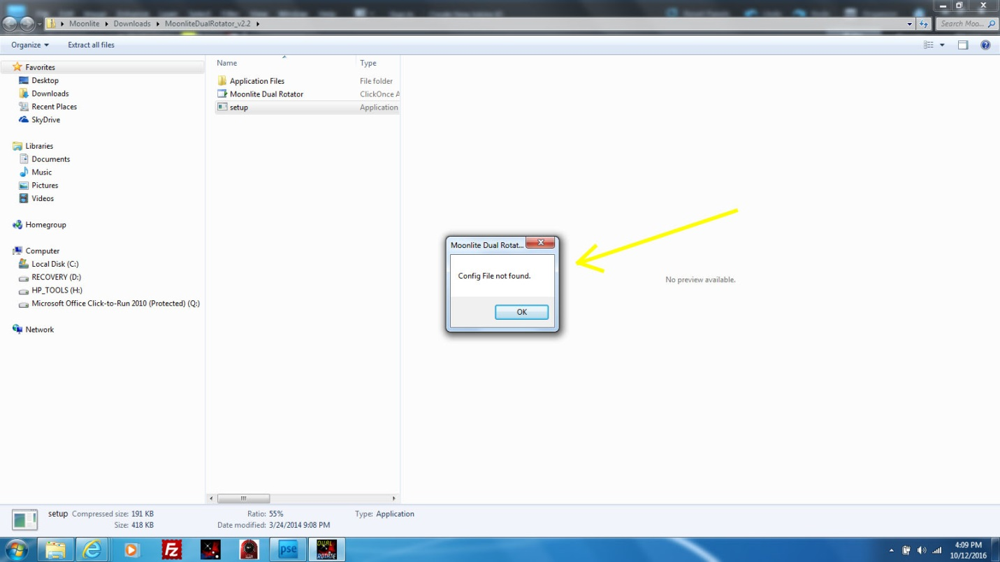 Moonlite Downloads MoonliteDualRotator_v2.2
Search Moo...
Organize Extract all files
Favorites
Desktop
Downloads
Recent Places
SkyDrive
Libraries
Documents
Music
Pictures
Videos
Homegroup
Computer
Local Disk (C:)
RECOVERY (D:)
HP_TOOLS (H:)
Microsoft Office Click-to-Run 2010 (Protected) (Q:)
Network
Name Type
Application Files File folder
Moonlite Dual Rotator ClickOnce A
setup Application
Moonlite Dual Rotat...
Config File not found.
OK
No preview available.
setup Compressed size: 191 KB Ratio: 55% Type: Application
Size: 418 KB Date modified: 3/24/2014 9:08 PM
Fz
pse
DUAL
ROTATE
4:09 PM
10/12/2016